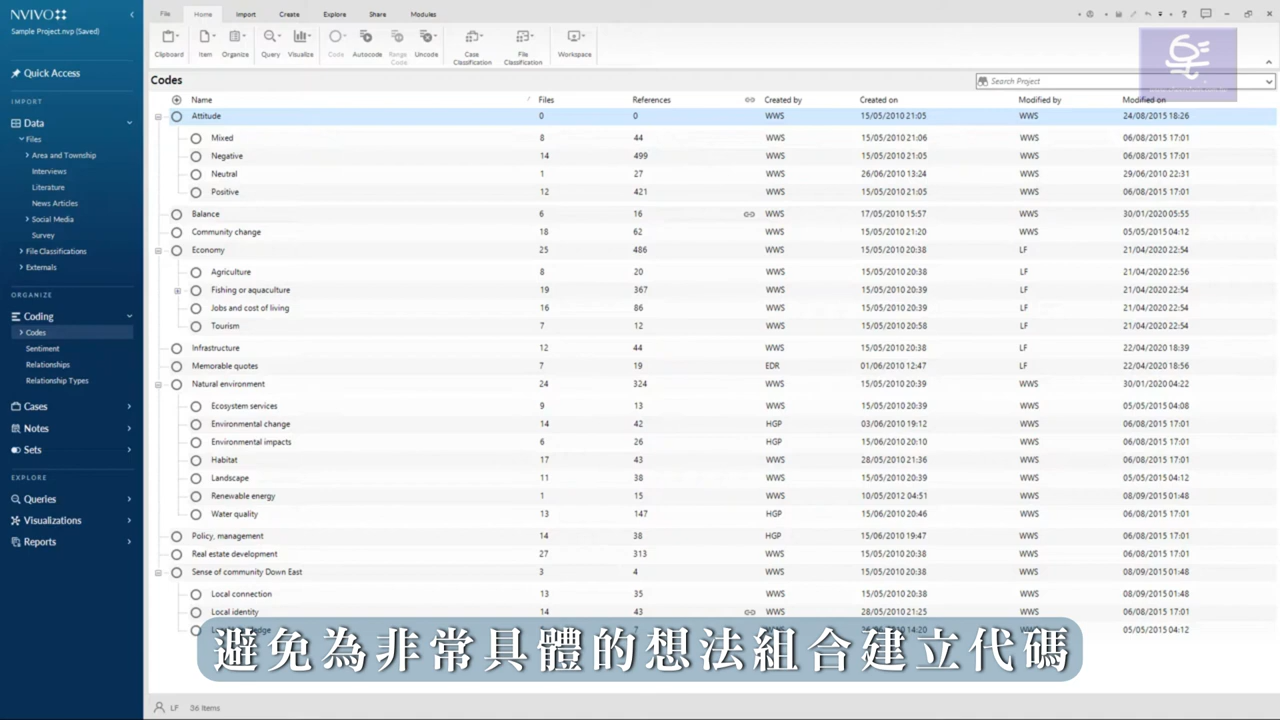 NVIVO
Sample Project.nvp (Saved)
Quick Access
IMPORT
Data
Files
Area and Township
Interviews
Literature
News Articles
Social Media
Survey
File Classifications
Externals
ORGANIZE
Coding
Codes
Sentiment
Relationships
Relationship Types
Cases
Notes
Sets
EXPLORE
Queries
Visualizations
Reports
File Home Import Create Explore Share Modules
Clipboard Item Organize Query Visualize Code Autocode Range Code Uncode Case Classification File Classification Workspace
Codes
Search Project
Name Files References Created by Created on Modified by Modified on
Attitude 0 0 WWS 15/05/2010 21:05 WWS 24/08/2015 18:26
Mixed 8 44 WWS 15/05/2010 21:06 WWS 06/08/2015 17:01
Negative 14 499 WWS 15/05/2010 21:05 WWS 06/08/2015 17:01
Neutral 1 27 WWS 26/06/2010 13:24 WWS 29/06/2010 22:31
Positive 12 421 WWS 15/05/2010 21:05 WWS 06/08/2015 17:01
Balance 6 16 WWS 17/05/2010 15:57 WWS 30/01/2020 05:55
Community change 18 62 WWS 15/05/2010 21:20 WWS 05/05/2015 04:12
Economy 25 486 WWS 15/05/2010 20:38 LF 21/04/2020 22:54
Agriculture 8 20 WWS 15/05/2010 20:38 LF 21/04/2020 22:56
Fishing or aquaculture 19 367 WWS 15/05/2010 20:39 LF 21/04/2020 22:54
Jobs and cost of living 16 86 WWS 15/05/2010 20:39 LF 21/04/2020 22:54
Tourism 7 12 WWS 15/05/2010 20:58 LF 21/04/2020 22:54
Infrastructure 12 44 WWS 15/05/2010 20:38 LF 22/04/2020 18:39
Memorable quotes 7 19 EDR 01/06/2010 12:47 LF 22/04/2020 18:56
Natural environment 24 324 WWS 15/05/2010 20:39 WWS 30/01/2020 04:22
Ecosystem services 9 13 WWS 15/05/2010 20:39 WWS 05/05/2015 04:08
Environmental change 14 42 HGP 03/06/2010 19:12 WWS 06/08/2015 17:01
Environmental impacts 6 26 HGP 15/06/2010 20:10 WWS 06/08/2015 17:01
Habitat 17 43 WWS 28/05/2010 21:36 WWS 06/08/2015 17:01
Landscape 11 38 WWS 15/05/2010 20:39 WWS 05/05/2015 04:12
Renewable energy 1 15 WWS 10/05/2012 04:51 WWS 08/09/2015 01:48
Water quality 13 147 HGP 15/06/2010 20:46 WWS 06/08/2015 17:01
Policy, management 14 38 HGP 15/06/2010 19:47 WWS 06/08/2015 17:01
Real estate development 27 313 WWS 15/05/2010 20:38 WWS 06/08/2015 17:01
Sense of community Down East 3 4 WWS 15/05/2010 20:38 WWS 08/09/2015 01:48
Local connection 13 35 WWS 15/05/2010 20:38 WWS 08/09/2015 01:48
Local identity 14 43 WWS 28/05/2010 21:25 WWS 06/08/2015 17:01
05/05/2015 04:12
避免為非常具體的想法組合建立代碼
LF 36 Items